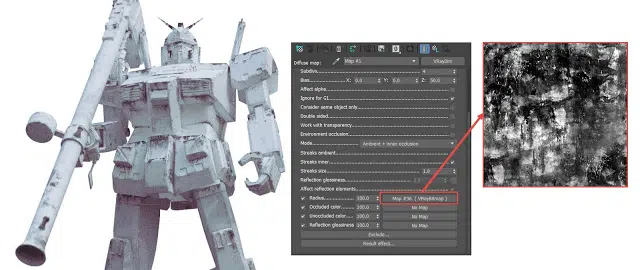 Diffuse map: Map #1 VRayDirt
Subdivs 4
Bias X: 0.0 Y: 0.0 Z: 50.0
Affect alpha
Ignore for GI
Consider same object only
Double sided
Work with transparency
Environment occlusion
Mode Ambient + inner occlusion
Streaks ambient
Streaks inner
Streaks size 1.0
Reflection glossiness
Affect reflection elements
Radius 100.0 Map #36 ( VRayBitmap )
Occluded color 100.0 No Map
Unoccluded color 100.0 No Map
Reflection glossiness 100.0 No Map
Exclude...
Result effect...